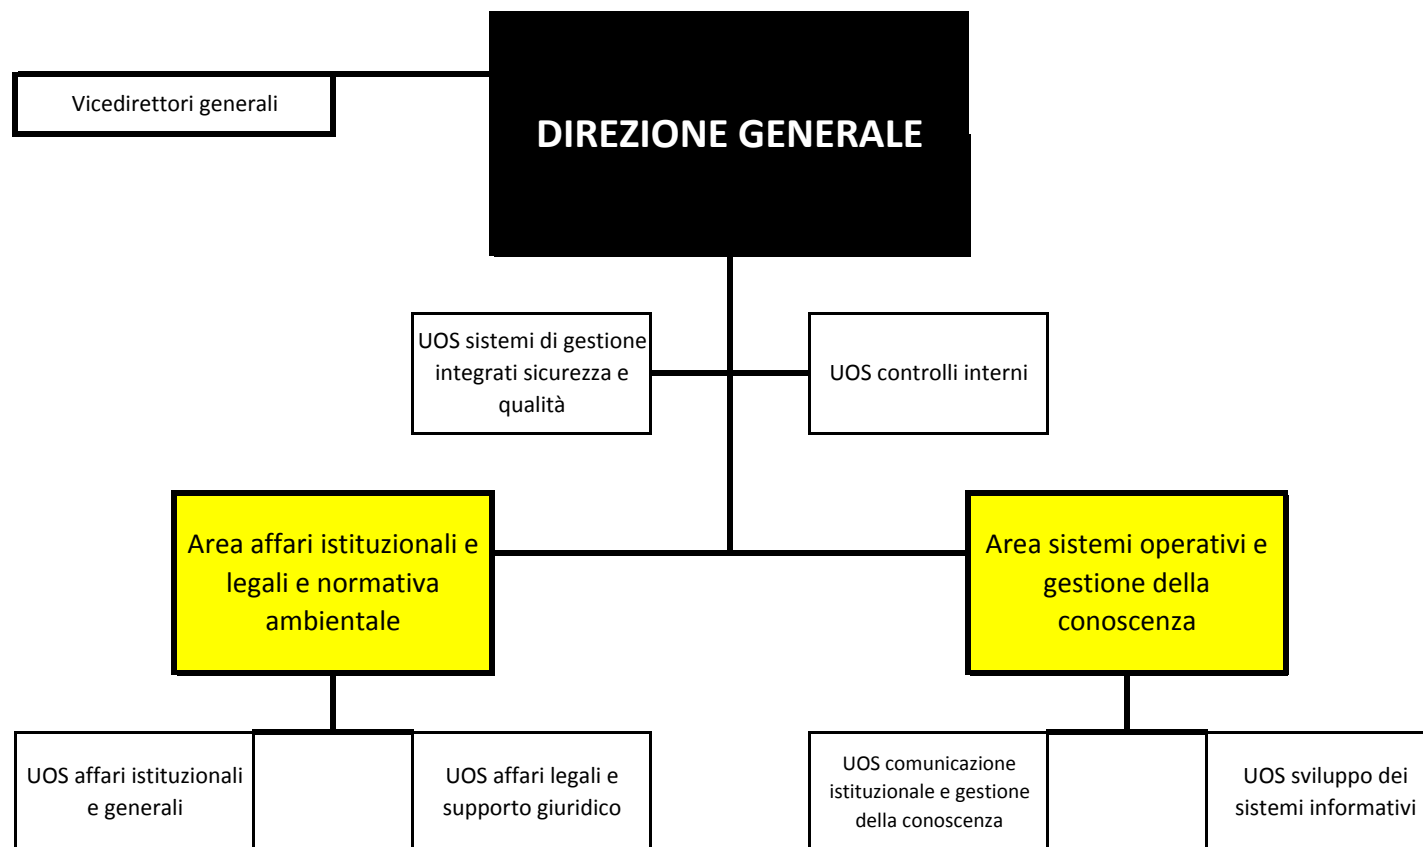 Vicedirettori generali
DIREZIONE GENERALE
UOS sistemi di gestione
integrati sicurezza e
qualità
UOS controlli interni
Area affari istituzionali e
legali e normativa
ambientale
Area sistemi operativi e
gestione della
conoscenza
UOS affari istituzionali
e generali
UOS affari legali e
supporto giuridico
UOS comunicazione
istituzionale e gestione
della conoscenza
UOS sviluppo dei
sistemi informativi